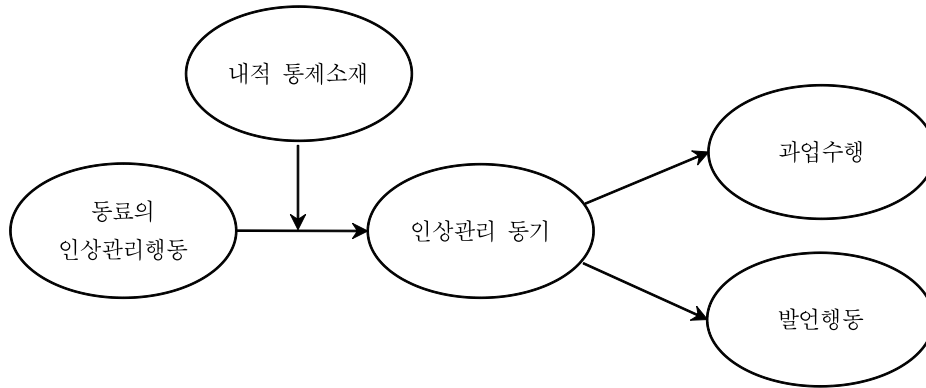 내적 통제소재
과업수행
동료의
인상관리행동
인상관리 동기
발언행동